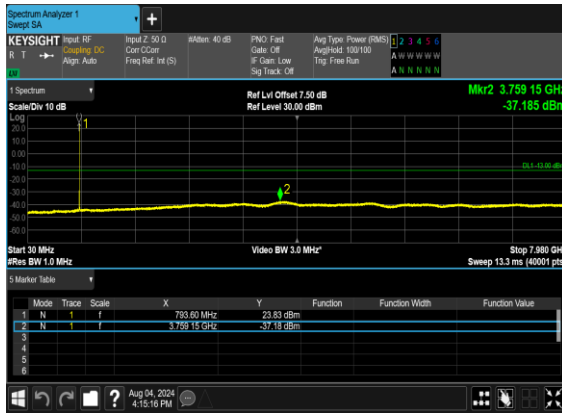 Spectrum Analyzer 1
Swept SA
+
KEYSIGHT Input: RF Input Z: 50 Ω #Atten: 40 dB PNO: Fast Avg Type: Power (RMS) 1 2 3 4 5 6
R T Coupling: DC Corr CCorr Gate: Off Avg|Hold: 100/100 A W W W W W
Align: Auto Freq Ref: Int (S) IF Gain: Low Trig: Free Run
LXI Sig Track: Off A N N N N N
1 Spectrum Ref Lvl Offset 7.50 dB Mkr2 3.759 15 GHz
Scale/Div 10 dB Ref Level 30.00 dBm -37.185 dBm
Log
20.0
10.0
0.00
-10.0
-20.0
-30.0
-40.0
-50.0
-60.0
1
DL1 -13.00 dBm
2
Start 30 MHz Video BW 3.0 MHz* Stop 7.980 GHz
#Res BW 1.0 MHz Sweep 13.3 ms (40001 pts)
5 Marker Table
Mode Trace Scale X Y Function Function Width Function Value
1 N 1 f 793.60 MHz 23.83 dBm
2 N 1 f 3.759 15 GHz -37.18 dBm
3
4
5
6
?
Aug 04, 2024
4:15:16 PM